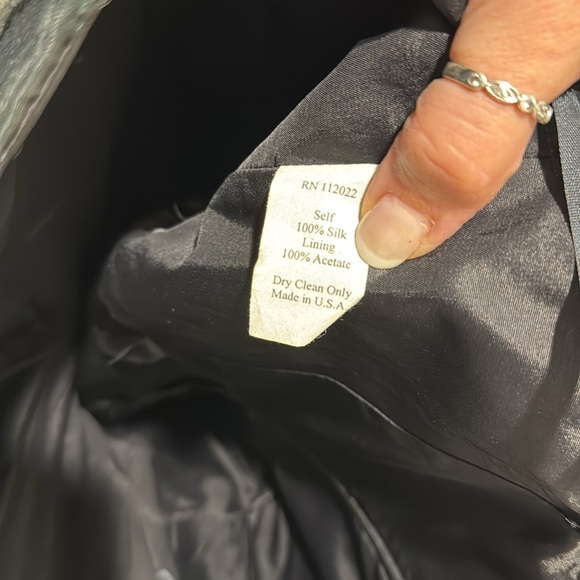 RN 112022
Self
100% Silk
Lining
100% Acetate
Dry Clean Only
Made in U.S.A